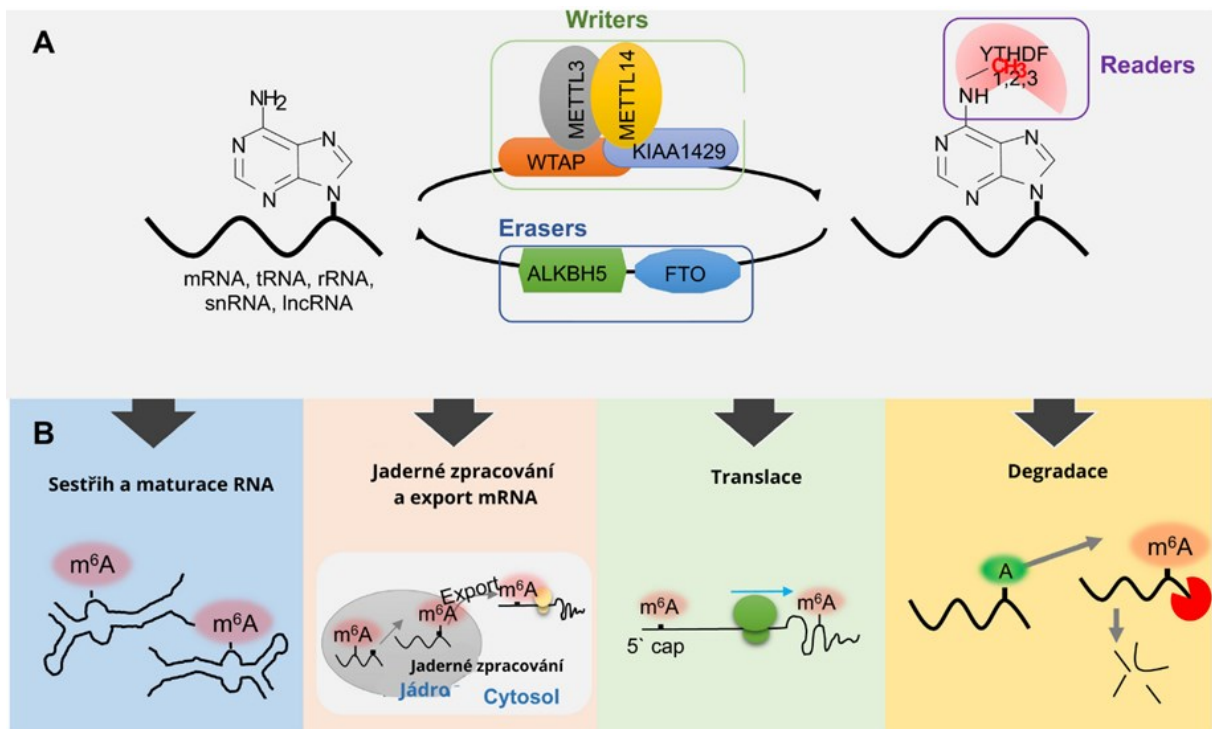 A
Writers
METTL3
METTL14
WTAP
KIAA1429
Erasers
ALKBH5
FTO
NH₂
N
N
N
N
mRNA, tRNA, rRNA,
snRNA, lncRNA
YTHDF
1,2,3
CH₃
NH
Readers
N
N
N
N
B
Sestřih a maturace RNA
m⁶A
m⁶A
Jaderné zpracování
a export mRNA
Export
m⁶A
m⁶A
m⁶A
Jaderné zpracování
Jádro
Cytosol
Translace
m⁶A
m⁶A
5` cap
Degradace
A
m⁶A